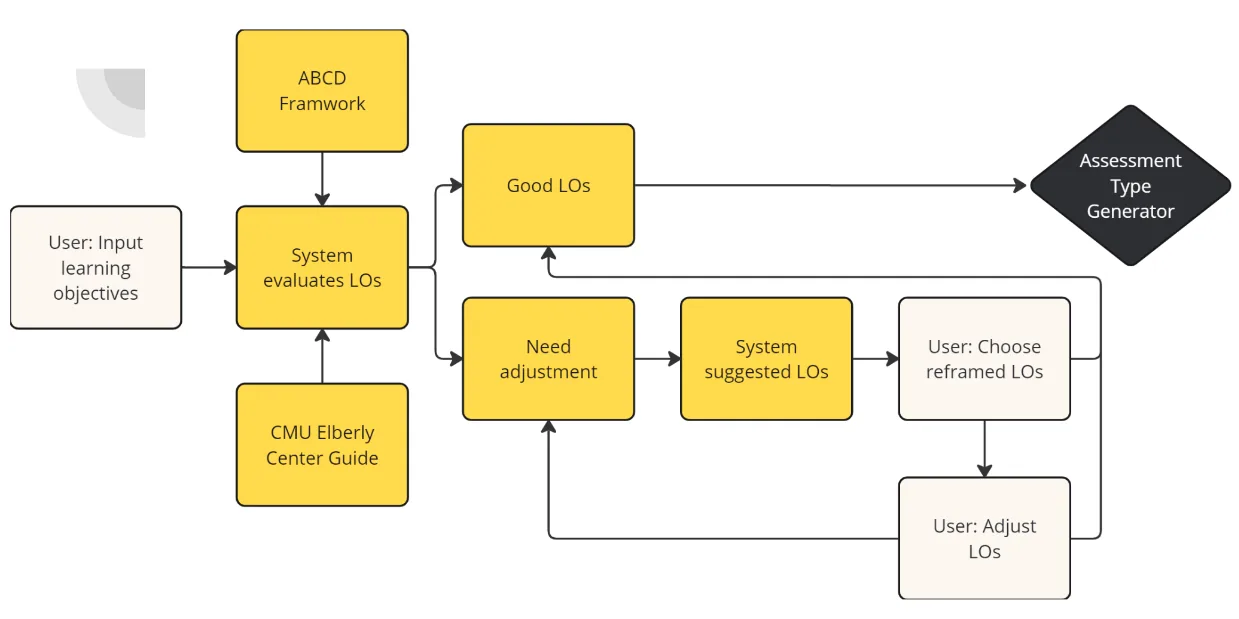 ABCD
Framwork
User: Input
learning
objectives
System
evaluates LOs
CMU Elberly
Center Guide
Good LOs
Need
adjustment
System
suggested LOs
User: Choose
reframed LOs
User: Adjust
LOs
Assessment
Type
Generator